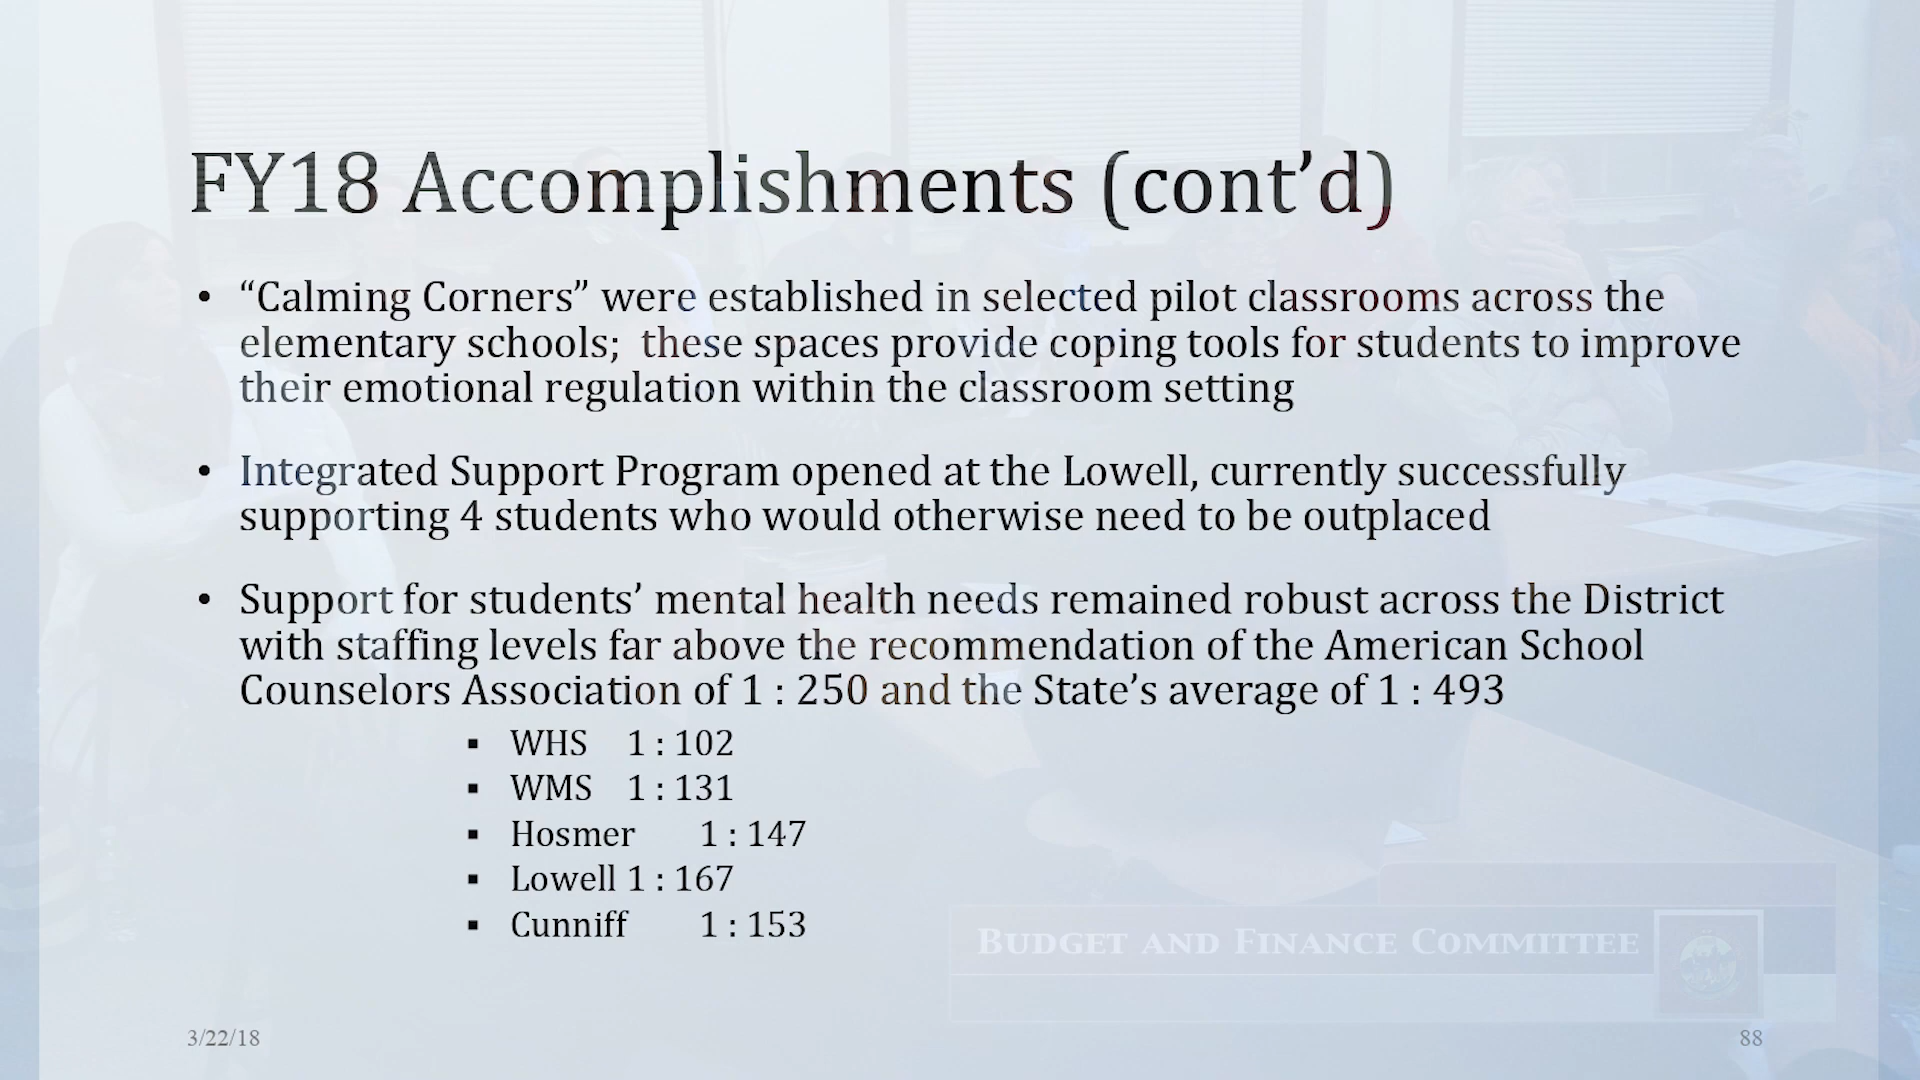 FY18 Accomplishments (cont’d)
• “Calming Corners” were established in selected pilot classrooms across the
elementary schools;  these spaces provide coping tools for students to improve
their emotional regulation within the classroom setting
• Integrated Support Program opened at the Lowell, currently successfully
supporting 4 students who would otherwise need to be outplaced
• Support for students’ mental health needs remained robust across the District
with staffing levels far above the recommendation of the American School
Counselors Association of 1 : 250 and the State’s average of 1 : 493
▪ WHS 1 : 102
▪ WMS 1 : 131
▪ Hosmer 1 : 147
▪ Lowell 1 : 167
▪ Cunniff 1 : 153
BUDGET AND FINANCE COMMITTEE
3/22/18
88